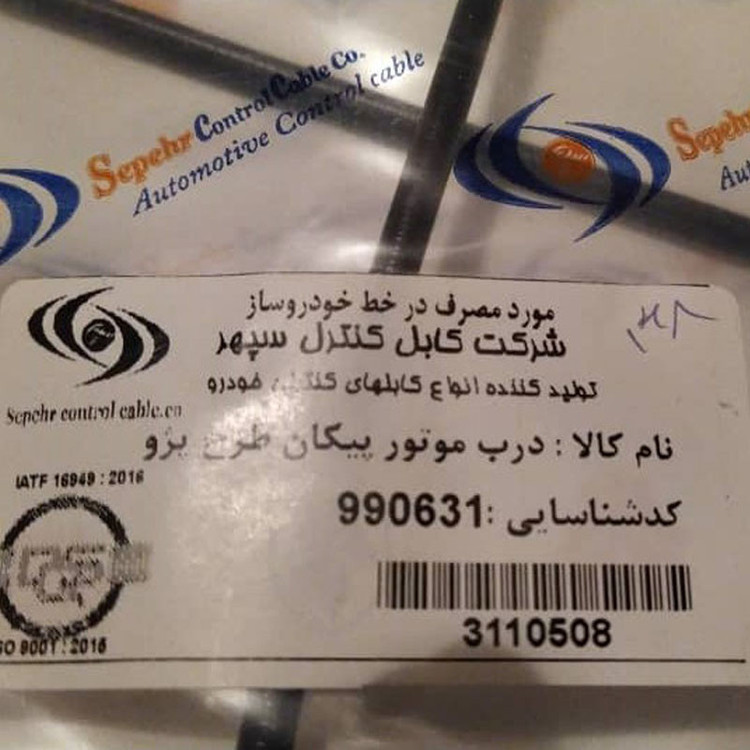 Sepehr Control Cable Co.
Automotive Control cable
Sepehr
مورد مصرف در خط خودروساز
شرکت کابل کنترل سپهر
تولید کننده انواع کابلهای کنترلی خودرو
Sepehr control cable.co
نام کالا : درب موتور پیکان طرح پژو
IATF 16949 : 2016
کدشناسایی :990631
ISO 9001 : 2015
3110508